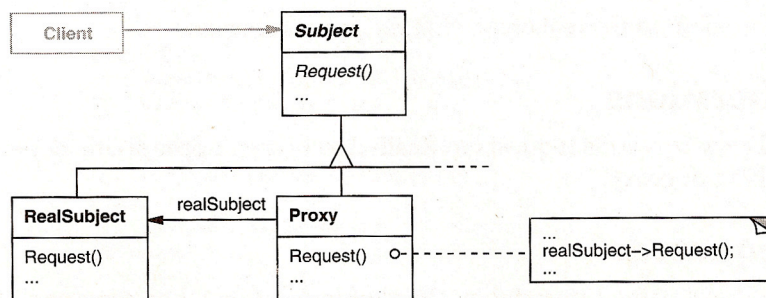 Client
Subject
Request()
...
RealSubject
Request()
...
realSubject
Proxy
Request()
...
...
realSubject–>Request();
...